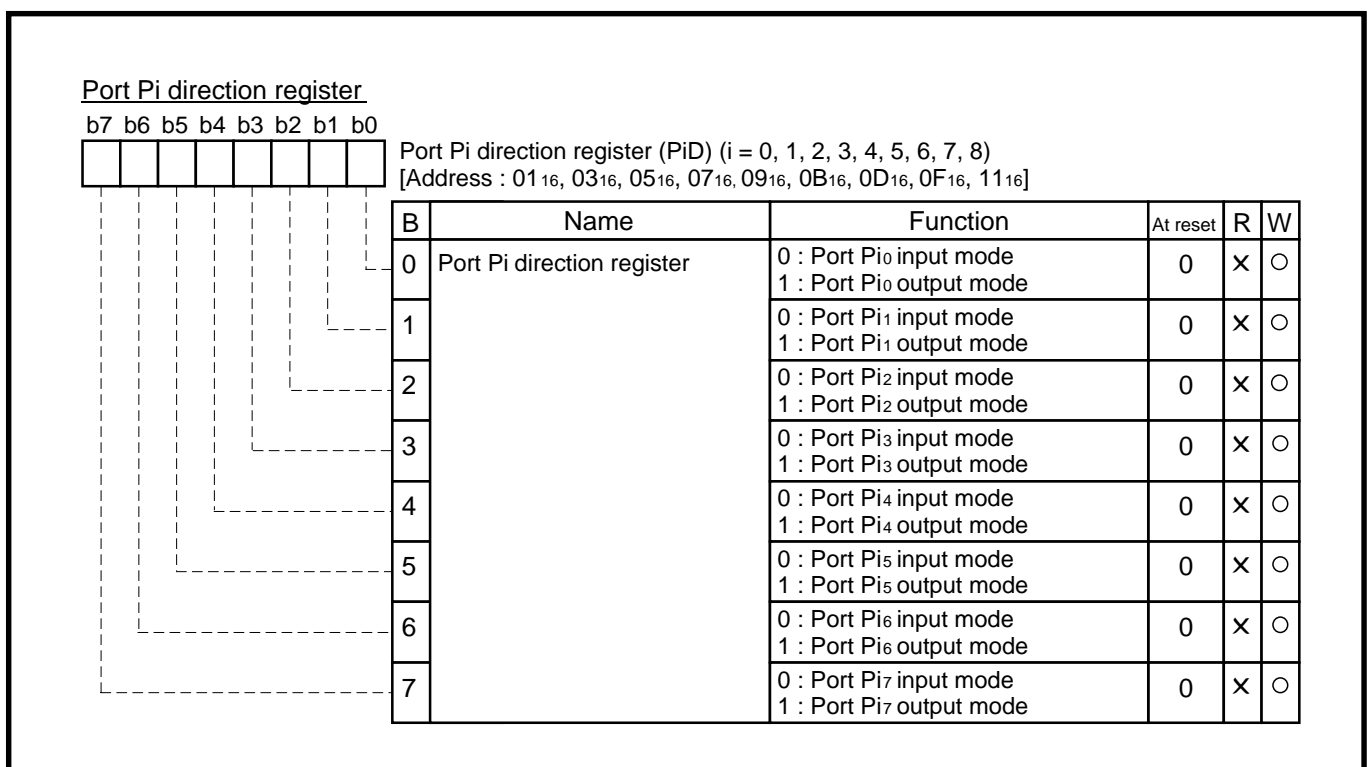 Port Pi direction register
b7 b6 b5 b4 b3 b2 b1 b0
Port Pi direction register (PiD) (i = 0, 1, 2, 3, 4, 5, 6, 7, 8)
[Address : 0116, 0316, 0516, 0716, 0916, 0B16, 0D16, 0F16, 1116]
B Name Function At reset R W
0 Port Pi direction register 0 : Port Pi0 input mode 0 × ○
1 : Port Pi0 output mode
1 0 : Port Pi1 input mode 0 × ○
1 : Port Pi1 output mode
2 0 : Port Pi2 input mode 0 × ○
1 : Port Pi2 output mode
3 0 : Port Pi3 input mode 0 × ○
1 : Port Pi3 output mode
4 0 : Port Pi4 input mode 0 × ○
1 : Port Pi4 output mode
5 0 : Port Pi5 input mode 0 × ○
1 : Port Pi5 output mode
6 0 : Port Pi6 input mode 0 × ○
1 : Port Pi6 output mode
7 0 : Port Pi7 input mode 0 × ○
1 : Port Pi7 output mode